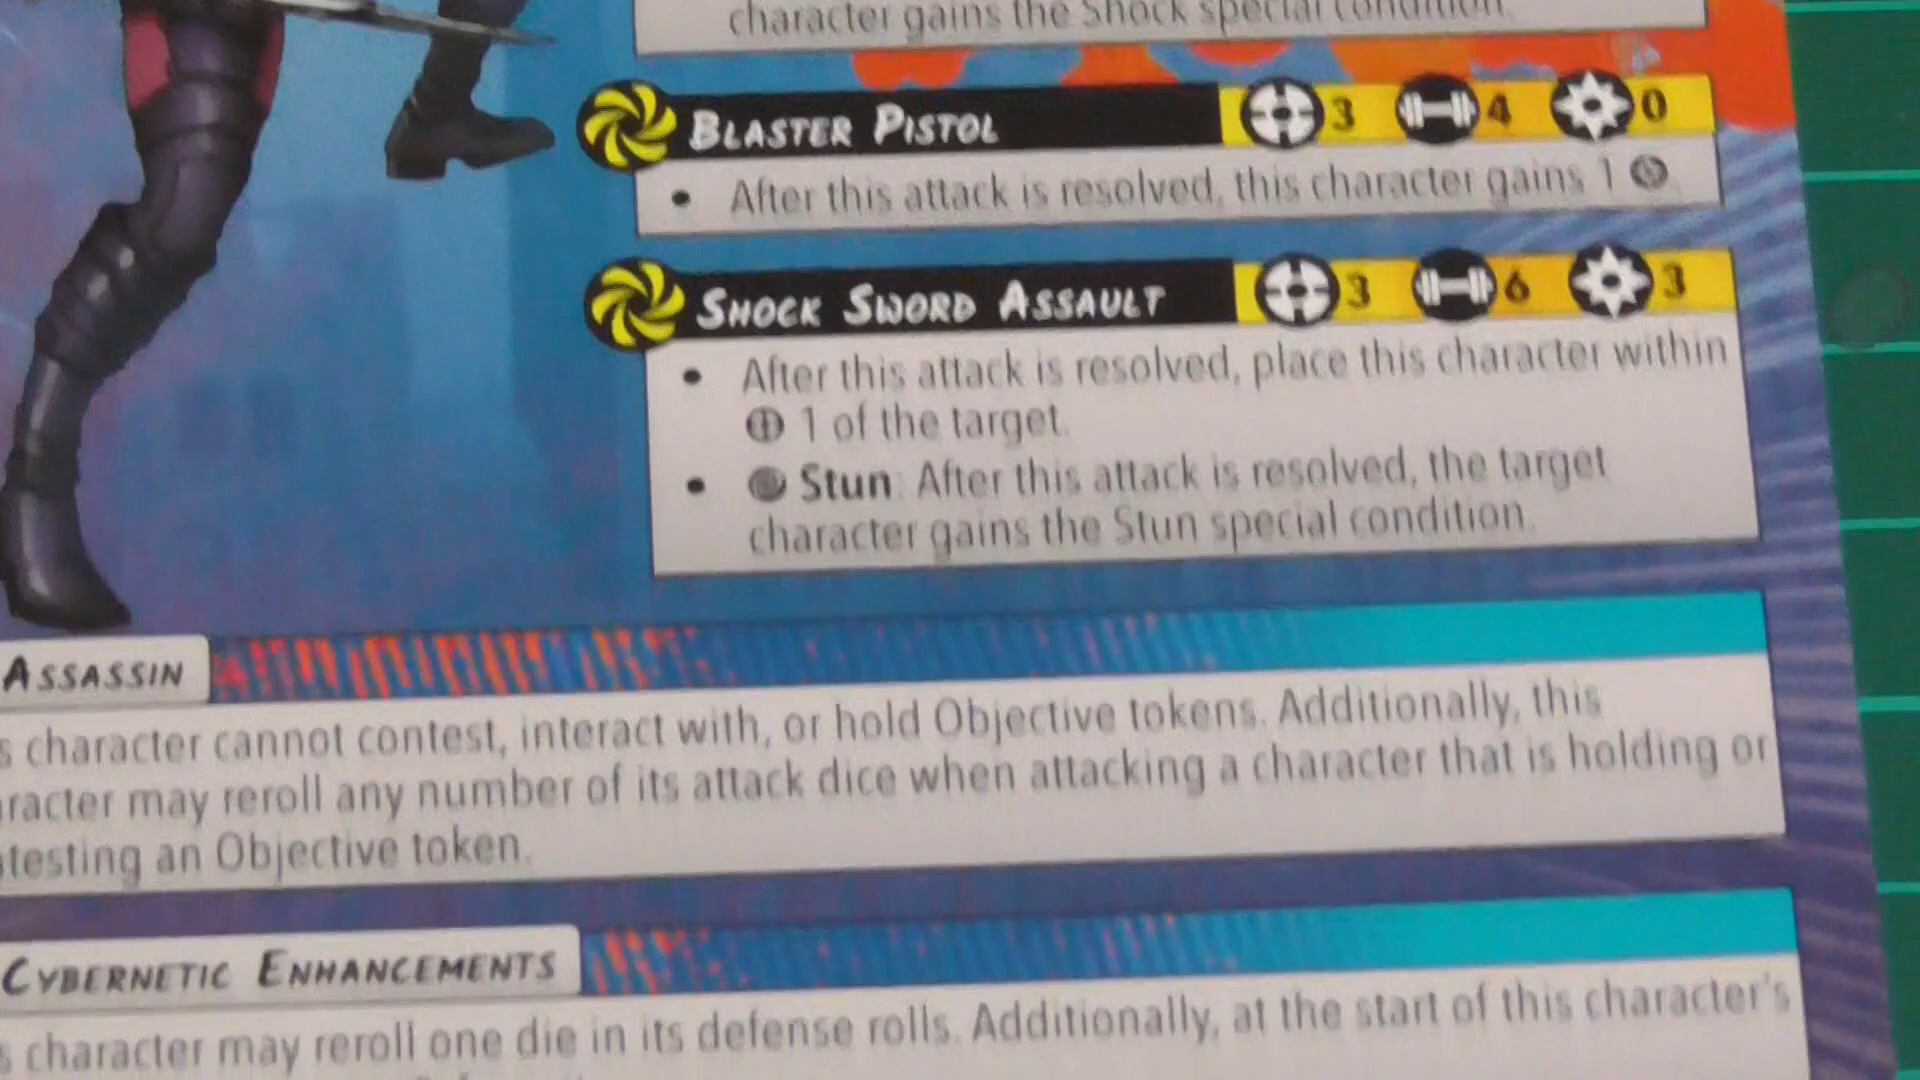 character gains the Shock special condition.
BLASTER PISTOL 3 4 0
• After this attack is resolved, this character gains 1
SHOCK SWORD ASSAULT 3 6 3
• After this attack is resolved, place this character within
1 of the target.
• Stun: After this attack is resolved, the target
character gains the Stun special condition.
ASSASSIN
s character cannot contest, interact with, or hold Objective tokens. Additionally, this
racter may reroll any number of its attack dice when attacking a character that is holding or
testing an Objective token.
CYBERNETIC ENHANCEMENTS
s character may reroll one die in its defense rolls. Additionally, at the start of this character's